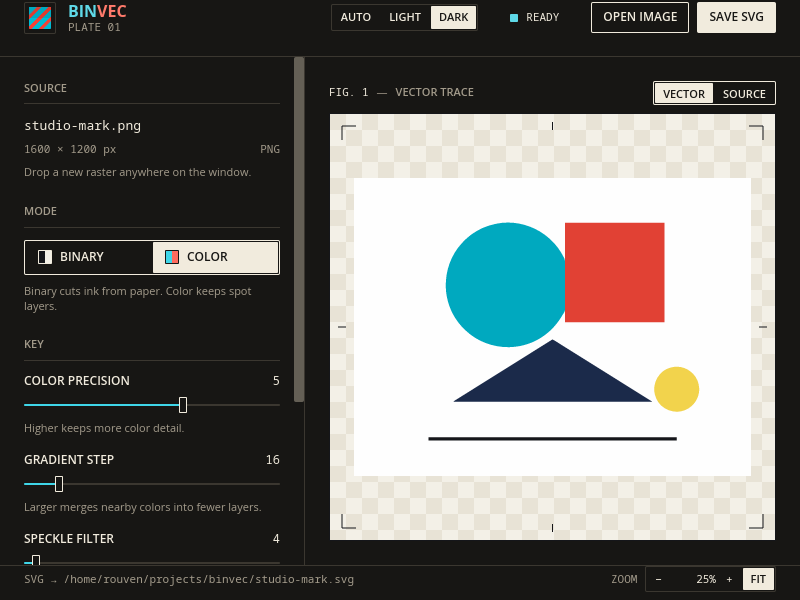 BINVEC
PLATE 01
AUTO LIGHT DARK
READY
OPEN IMAGE
SAVE SVG
SOURCE
studio-mark.png
1600 × 1200 px PNG
Drop a new raster anywhere on the window.
MODE
BINARY COLOR
Binary cuts ink from paper. Color keeps spot
layers.
KEY
COLOR PRECISION 5
Higher keeps more color detail.
GRADIENT STEP 16
Larger merges nearby colors into fewer layers.
SPECKLE FILTER 4
FIG. 1 — VECTOR TRACE
VECTOR SOURCE
SVG → /home/rouven/projects/binvec/studio-mark.svg
ZOOM − 25% + FIT